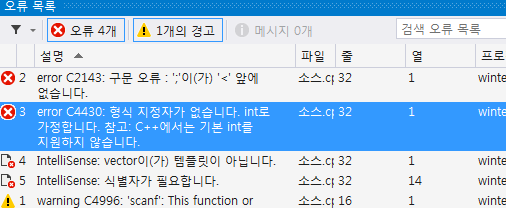 오류 목록
오류 4개 1개의 경고 메시지 0개 검색 오류 목록
설명 파일 줄 열 프로
2 error C2143: 구문 오류 : ';'이(가) '<' 앞에 소스.cp 32 1 winte
없습니다.
3 error C4430: 형식 지정자가 없습니다. int로 소스.cp 32 1 winte
가정합니다. 참고: C++에서는 기본 int를
지원하지 않습니다.
4 IntelliSense: vector이(가) 템플릿이 아닙니다. 소스.cp 32 1 winte
5 IntelliSense: 식별자가 필요합니다. 소스.cp 32 14 winte
1 warning C4996: 'scanf': This function or 소스.cp 16 1 winte